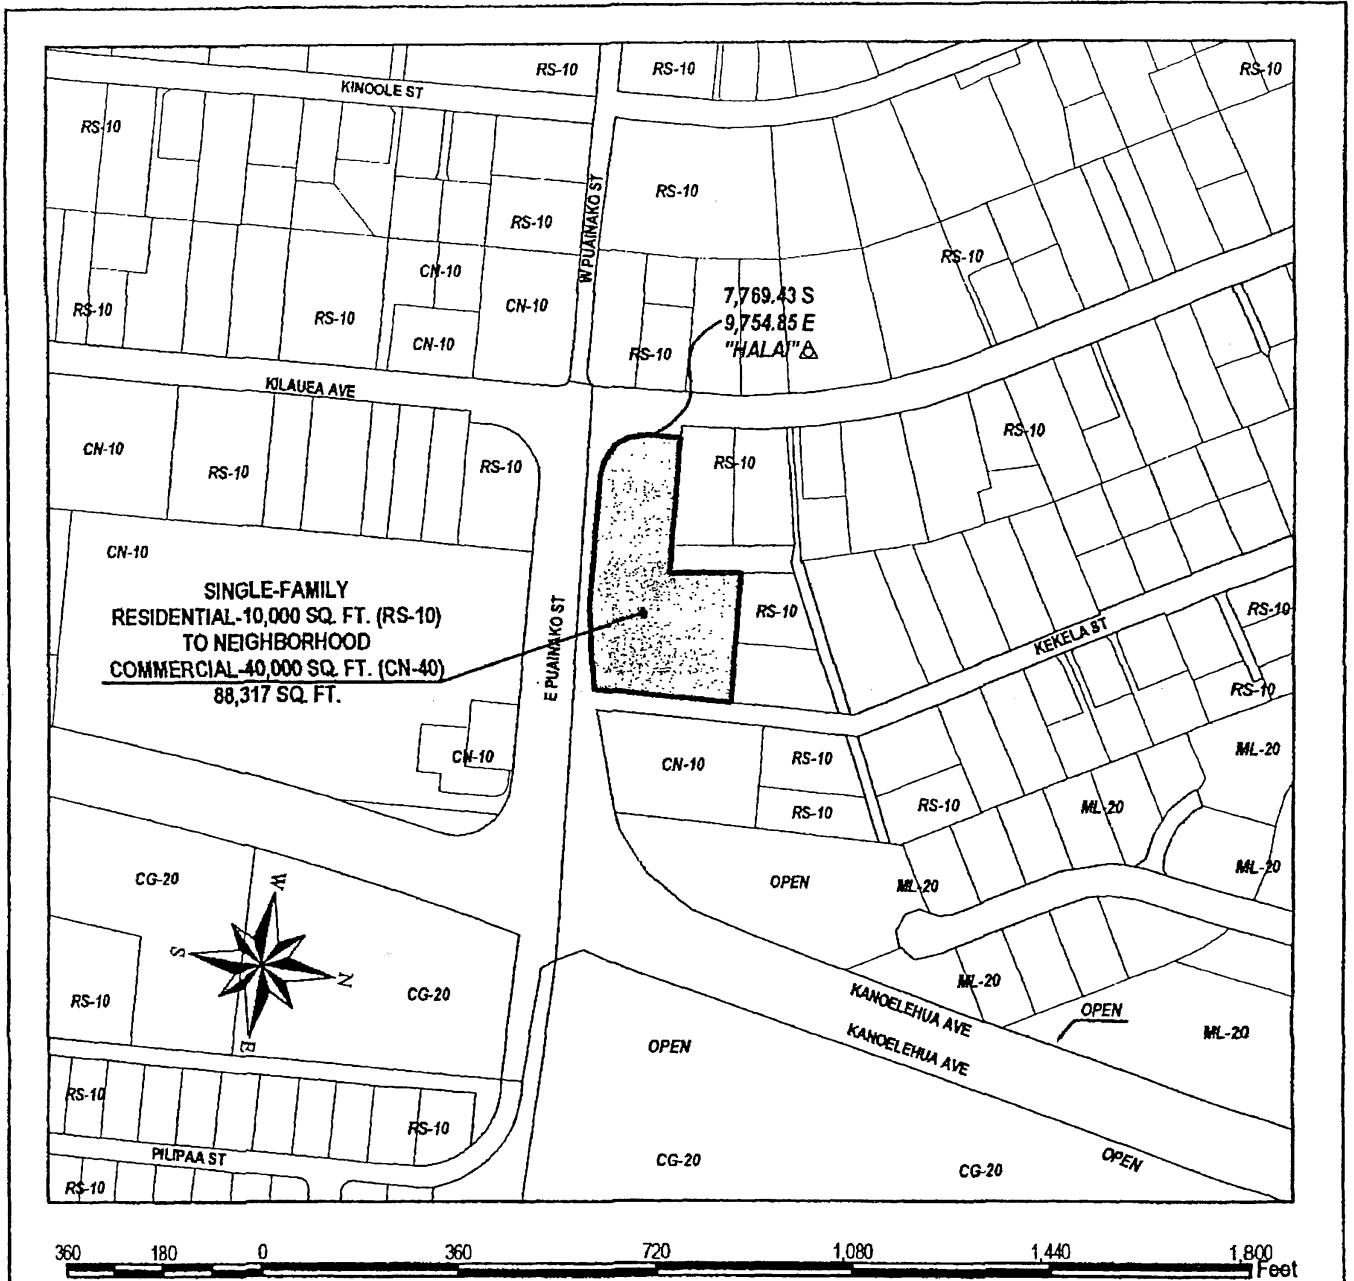 RS-10
RS-10
RS-10
KINOOLE ST
RS-10
RS-10
RS-10
W PUAINAKO ST
RS-10
CN-10
CN-10
RS-10
RS-10
CN-10
RS-10
7,769.43 S
9,754.85 E
"HALAI"
KILAUEA AVE
CN-10
RS-10
RS-10
RS-10
RS-10
CN-10
SINGLE-FAMILY
RESIDENTIAL-10,000 SQ. FT. (RS-10)
TO NEIGHBORHOOD
COMMERCIAL-40,000 SQ. FT. (CN-40)
88,317 SQ. FT.
E PUAINAKO ST
RS-10
KEKELA ST
RS-10
RS-10
CN-10
CN-10
RS-10
RS-10
RS-10
ML-20
ML-20
CG-20
OPEN
ML-20
ML-20
W
S
N
E
RS-10
CG-20
ML-20
KANOELEHUA AVE
KANOELEHUA AVE
OPEN
ML-20
OPEN
RS-10
RS-10
PILIPAA ST
RS-10
CG-20
CG-20
OPEN
360 180 0 360 720 1,080 1,440 1,800
Feet